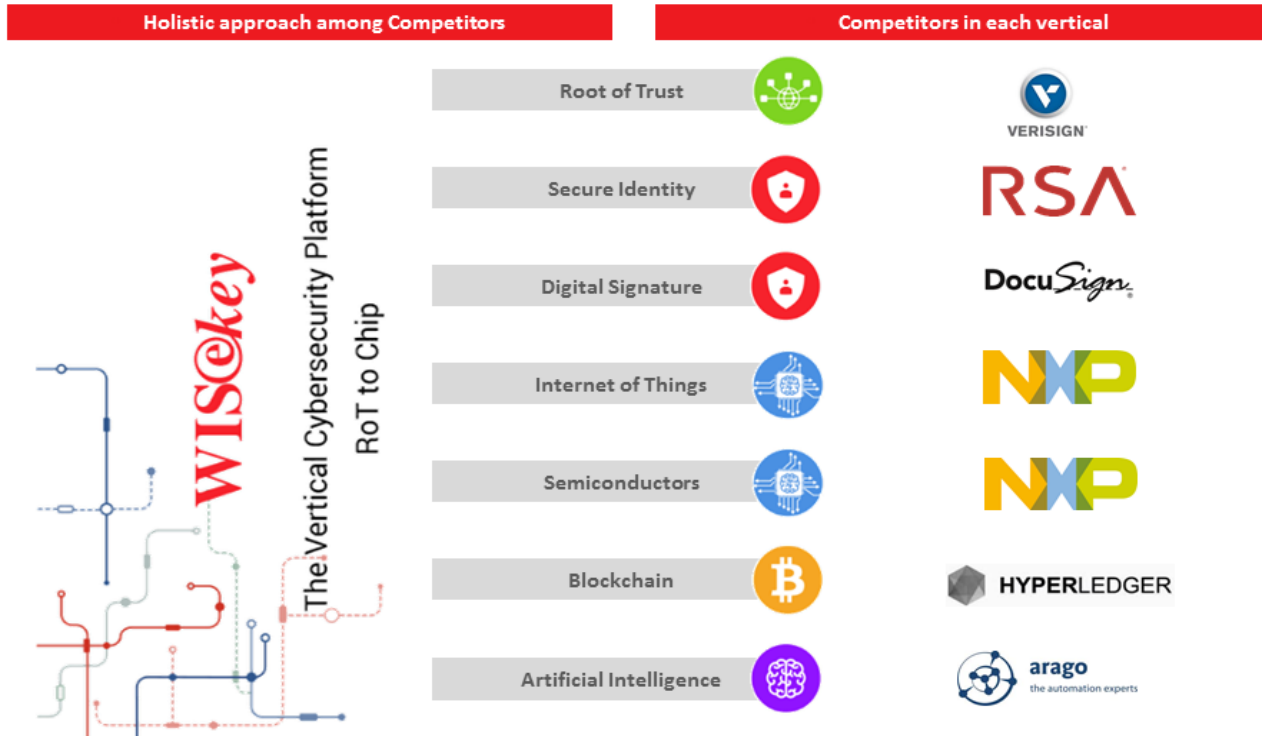 Holistic approach among Competitors
Competitors in each vertical
WISekey
The Vertical Cybersecurity Platform
RoT to Chip
Root of Trust
VERISIGN
Secure Identity
RSA
Digital Signature
DocuSign
Internet of Things
NXP
Semiconductors
NXP
Blockchain
HYPERLEDGER
Artificial Intelligence
arago
the automation experts